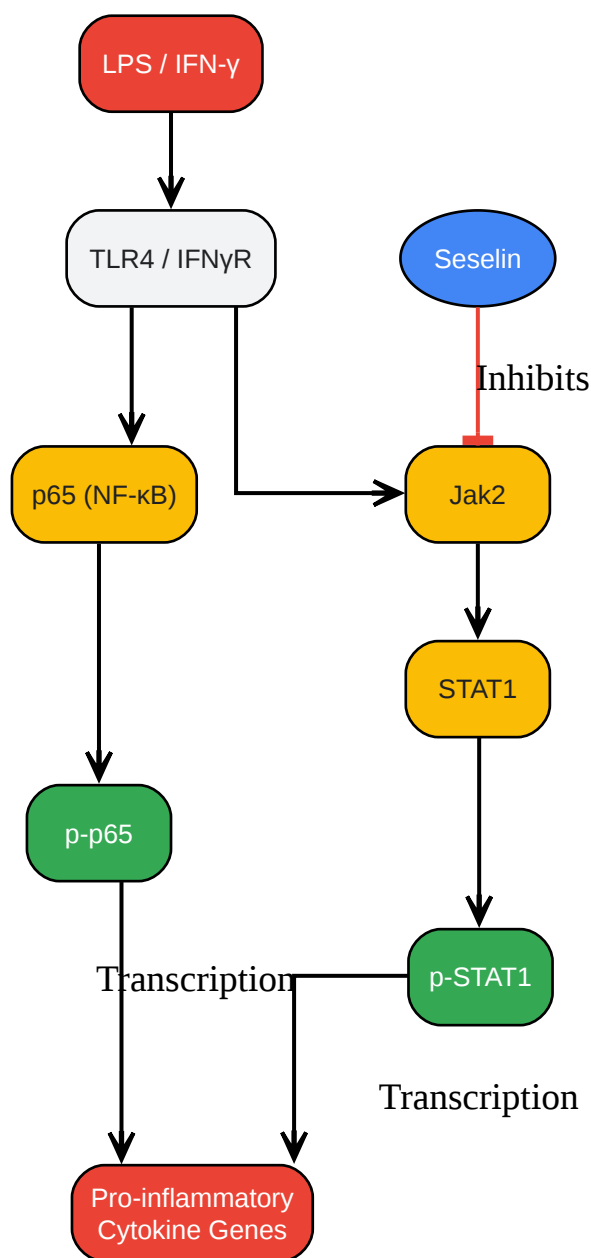 LPS / IFN-γ
TLR4 / IFNγR
Seselin
Inhibits
p65 (NF-κB)
Jak2
STAT1
p-p65
Transcription
p-STAT1
Transcription
Pro-inflammatory
Cytokine Genes